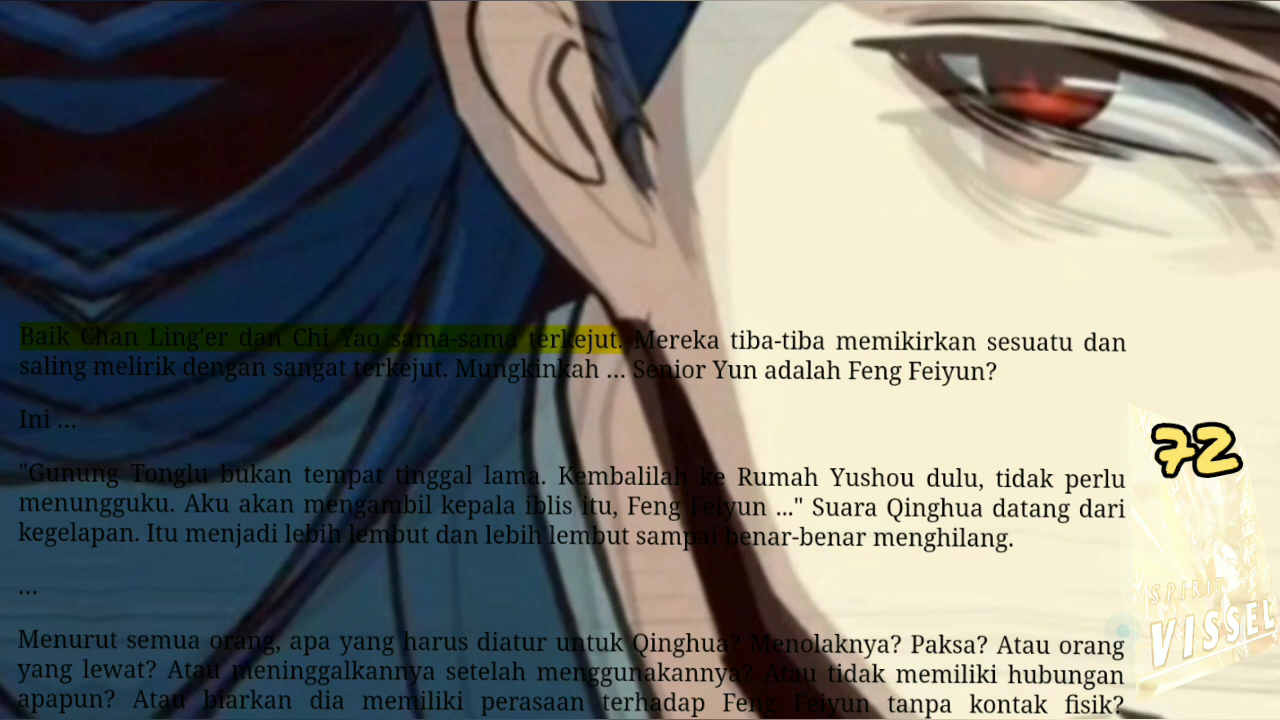 Baik Chan Ling'er dan Chi Yao sama-sama terkejut. Mereka tiba-tiba memikirkan sesuatu dan
saling melirik dengan sangat terkejut. Mungkinkah ... Senior Yun adalah Feng Feiyun?
Ini ...
"Gunung Tonglu bukan tempat tinggal lama. Kembalilah ke Rumah Yushou dulu, tidak perlu
menungguku. Aku akan mengambil kepala iblis itu, Feng Feiyun ..." Suara Qinghua datang dari
kegelapan. Itu menjadi lebih lembut dan lebih lembut sampai benar-benar menghilang.
...
Menurut semua orang, apa yang harus diatur untuk Qinghua? Menolaknya? Paksa? Atau orang
yang lewat? Atau meninggalkannya setelah menggunakannya? Atau tidak memiliki hubungan
apapun? Atau biarkan dia memiliki perasaan terhadap Feng Feiyun tanpa kontak fisik?
72
SPIRIT
VISSEL